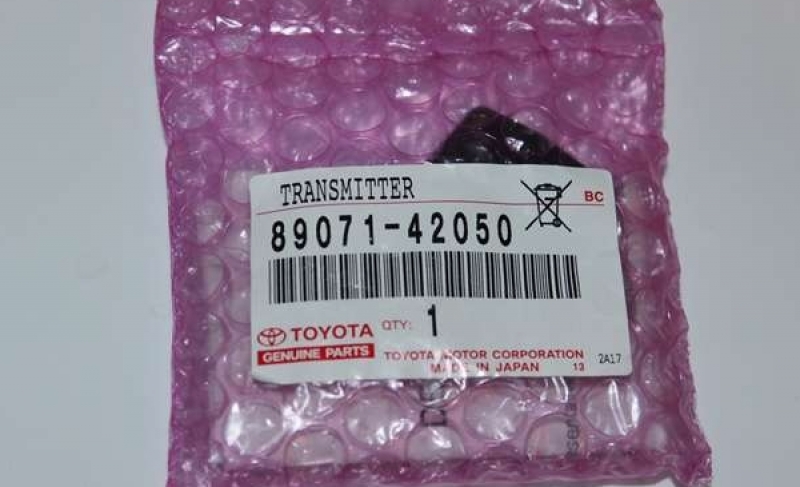 TRANSMITTER
BC
89071-42050
TOYOTA QTY: 1
GENUINE PARTS
TOYOTA MOTOR CORPORATION
MADE IN JAPAN 13 2A17